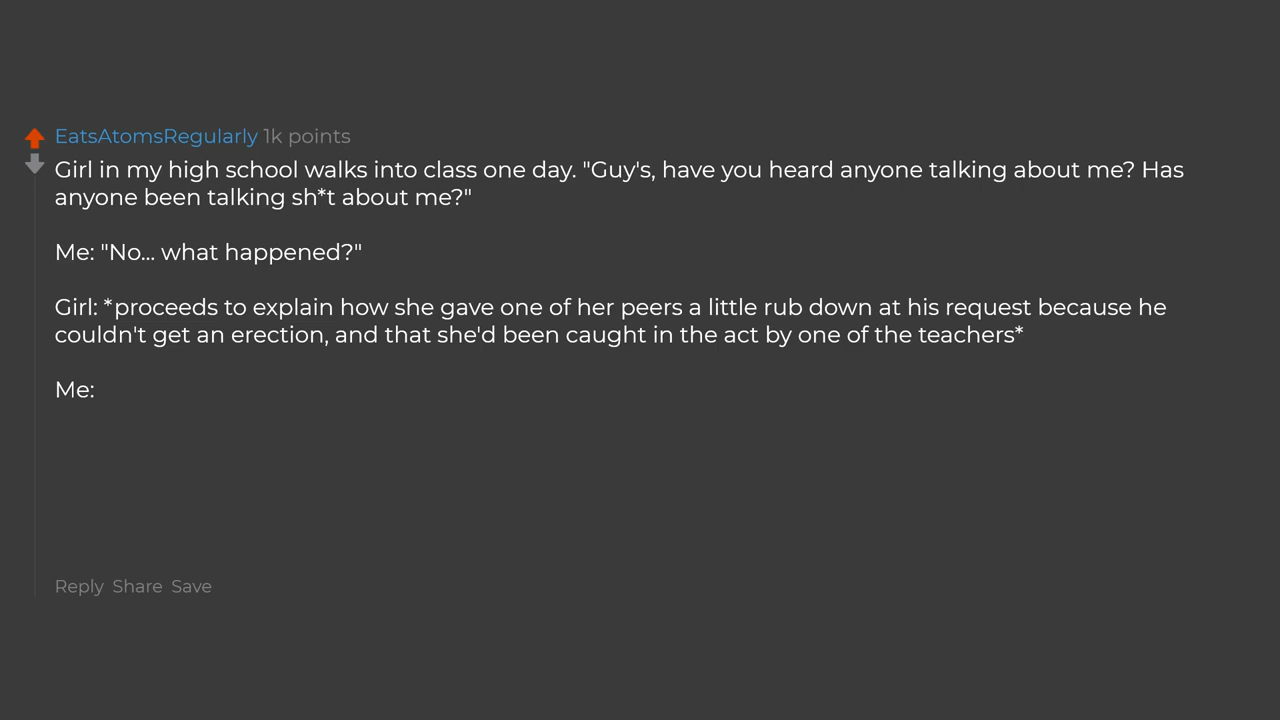 EatsAtomsRegularly 1k points
Girl in my high school walks into class one day. "Guy's, have you heard anyone talking about me? Has
anyone been talking sh*t about me?"
Me: "No... what happened?"
Girl: *proceeds to explain how she gave one of her peers a little rub down at his request because he
couldn't get an erection, and that she'd been caught in the act by one of the teachers*
Me:
Reply Share Save